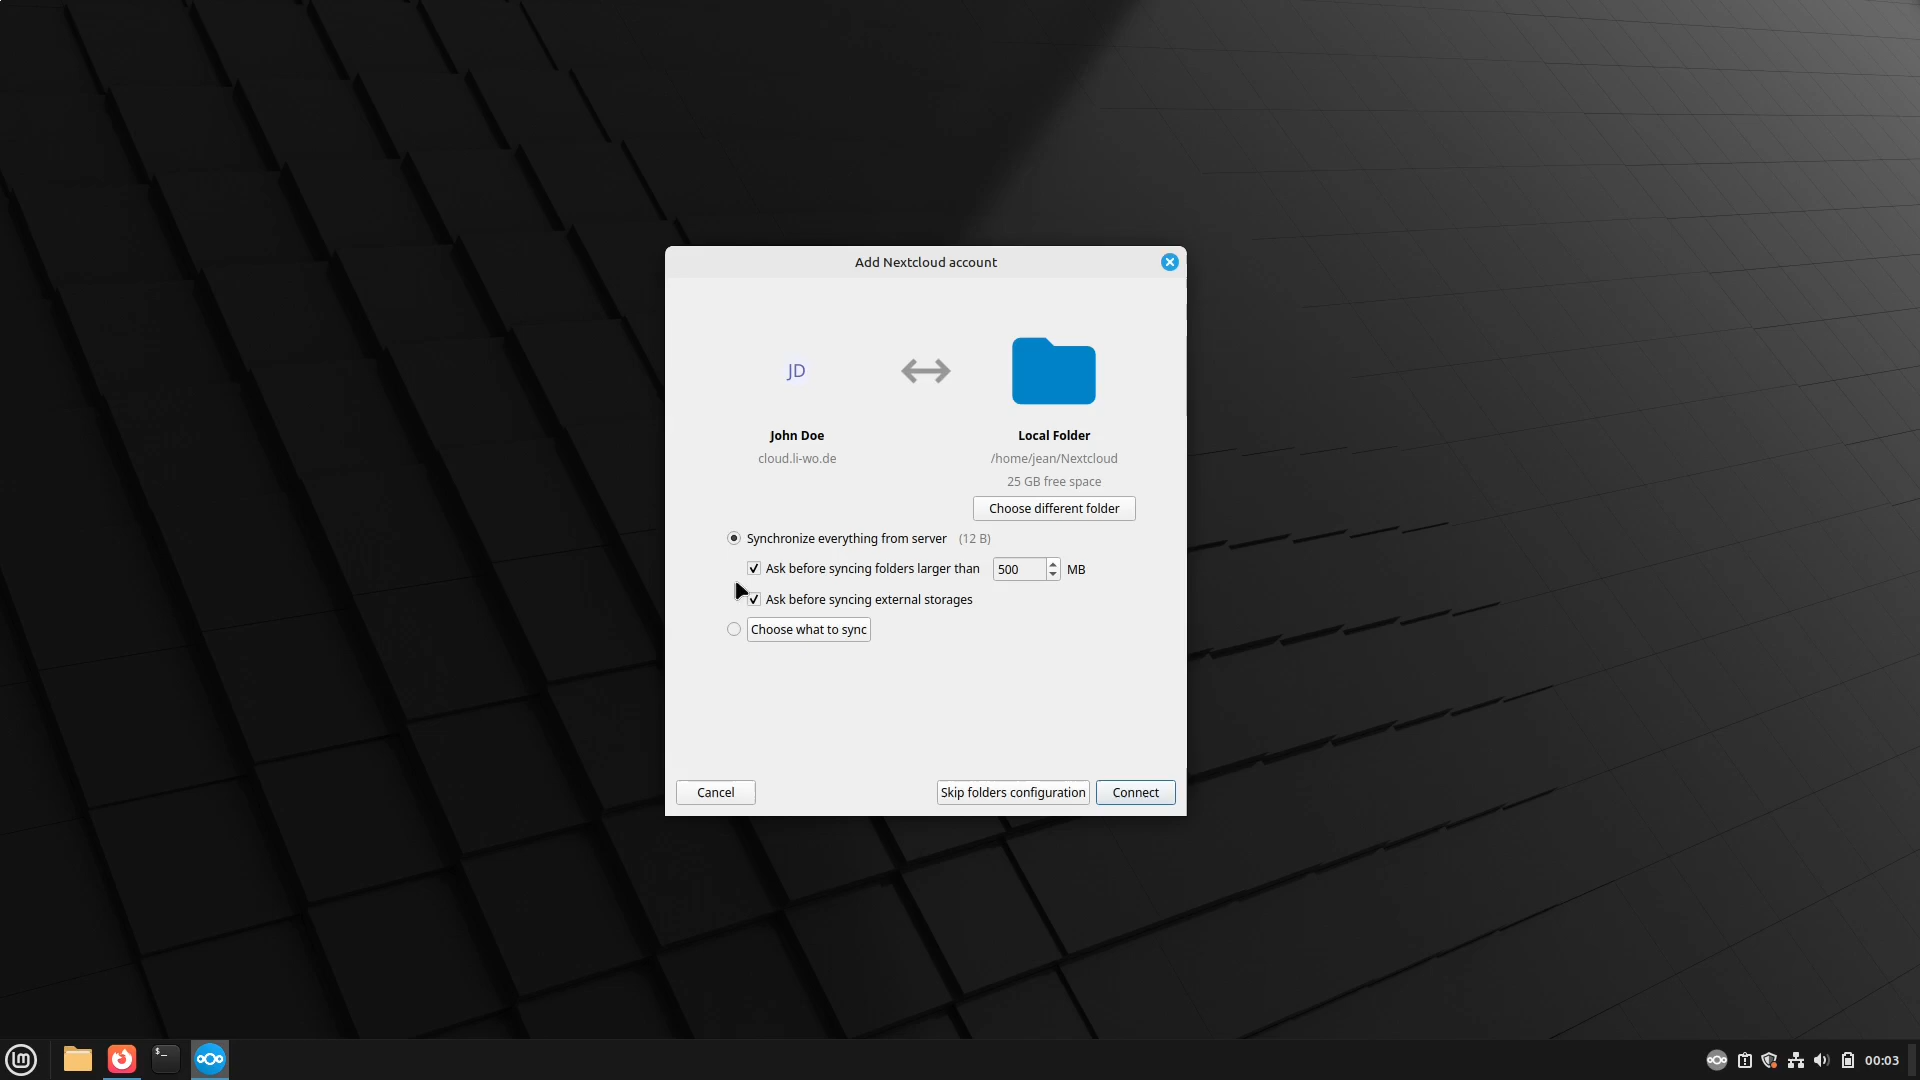 Add Nextcloud account
JD
John Doe
cloud.li-wo.de
Local Folder
/home/jean/Nextcloud
25 GB free space
Choose different folder
Synchronize everything from server (12 B)
Ask before syncing folders larger than 500 MB
Ask before syncing external storages
Choose what to sync
Cancel
Skip folders configuration
Connect
$_
00:03